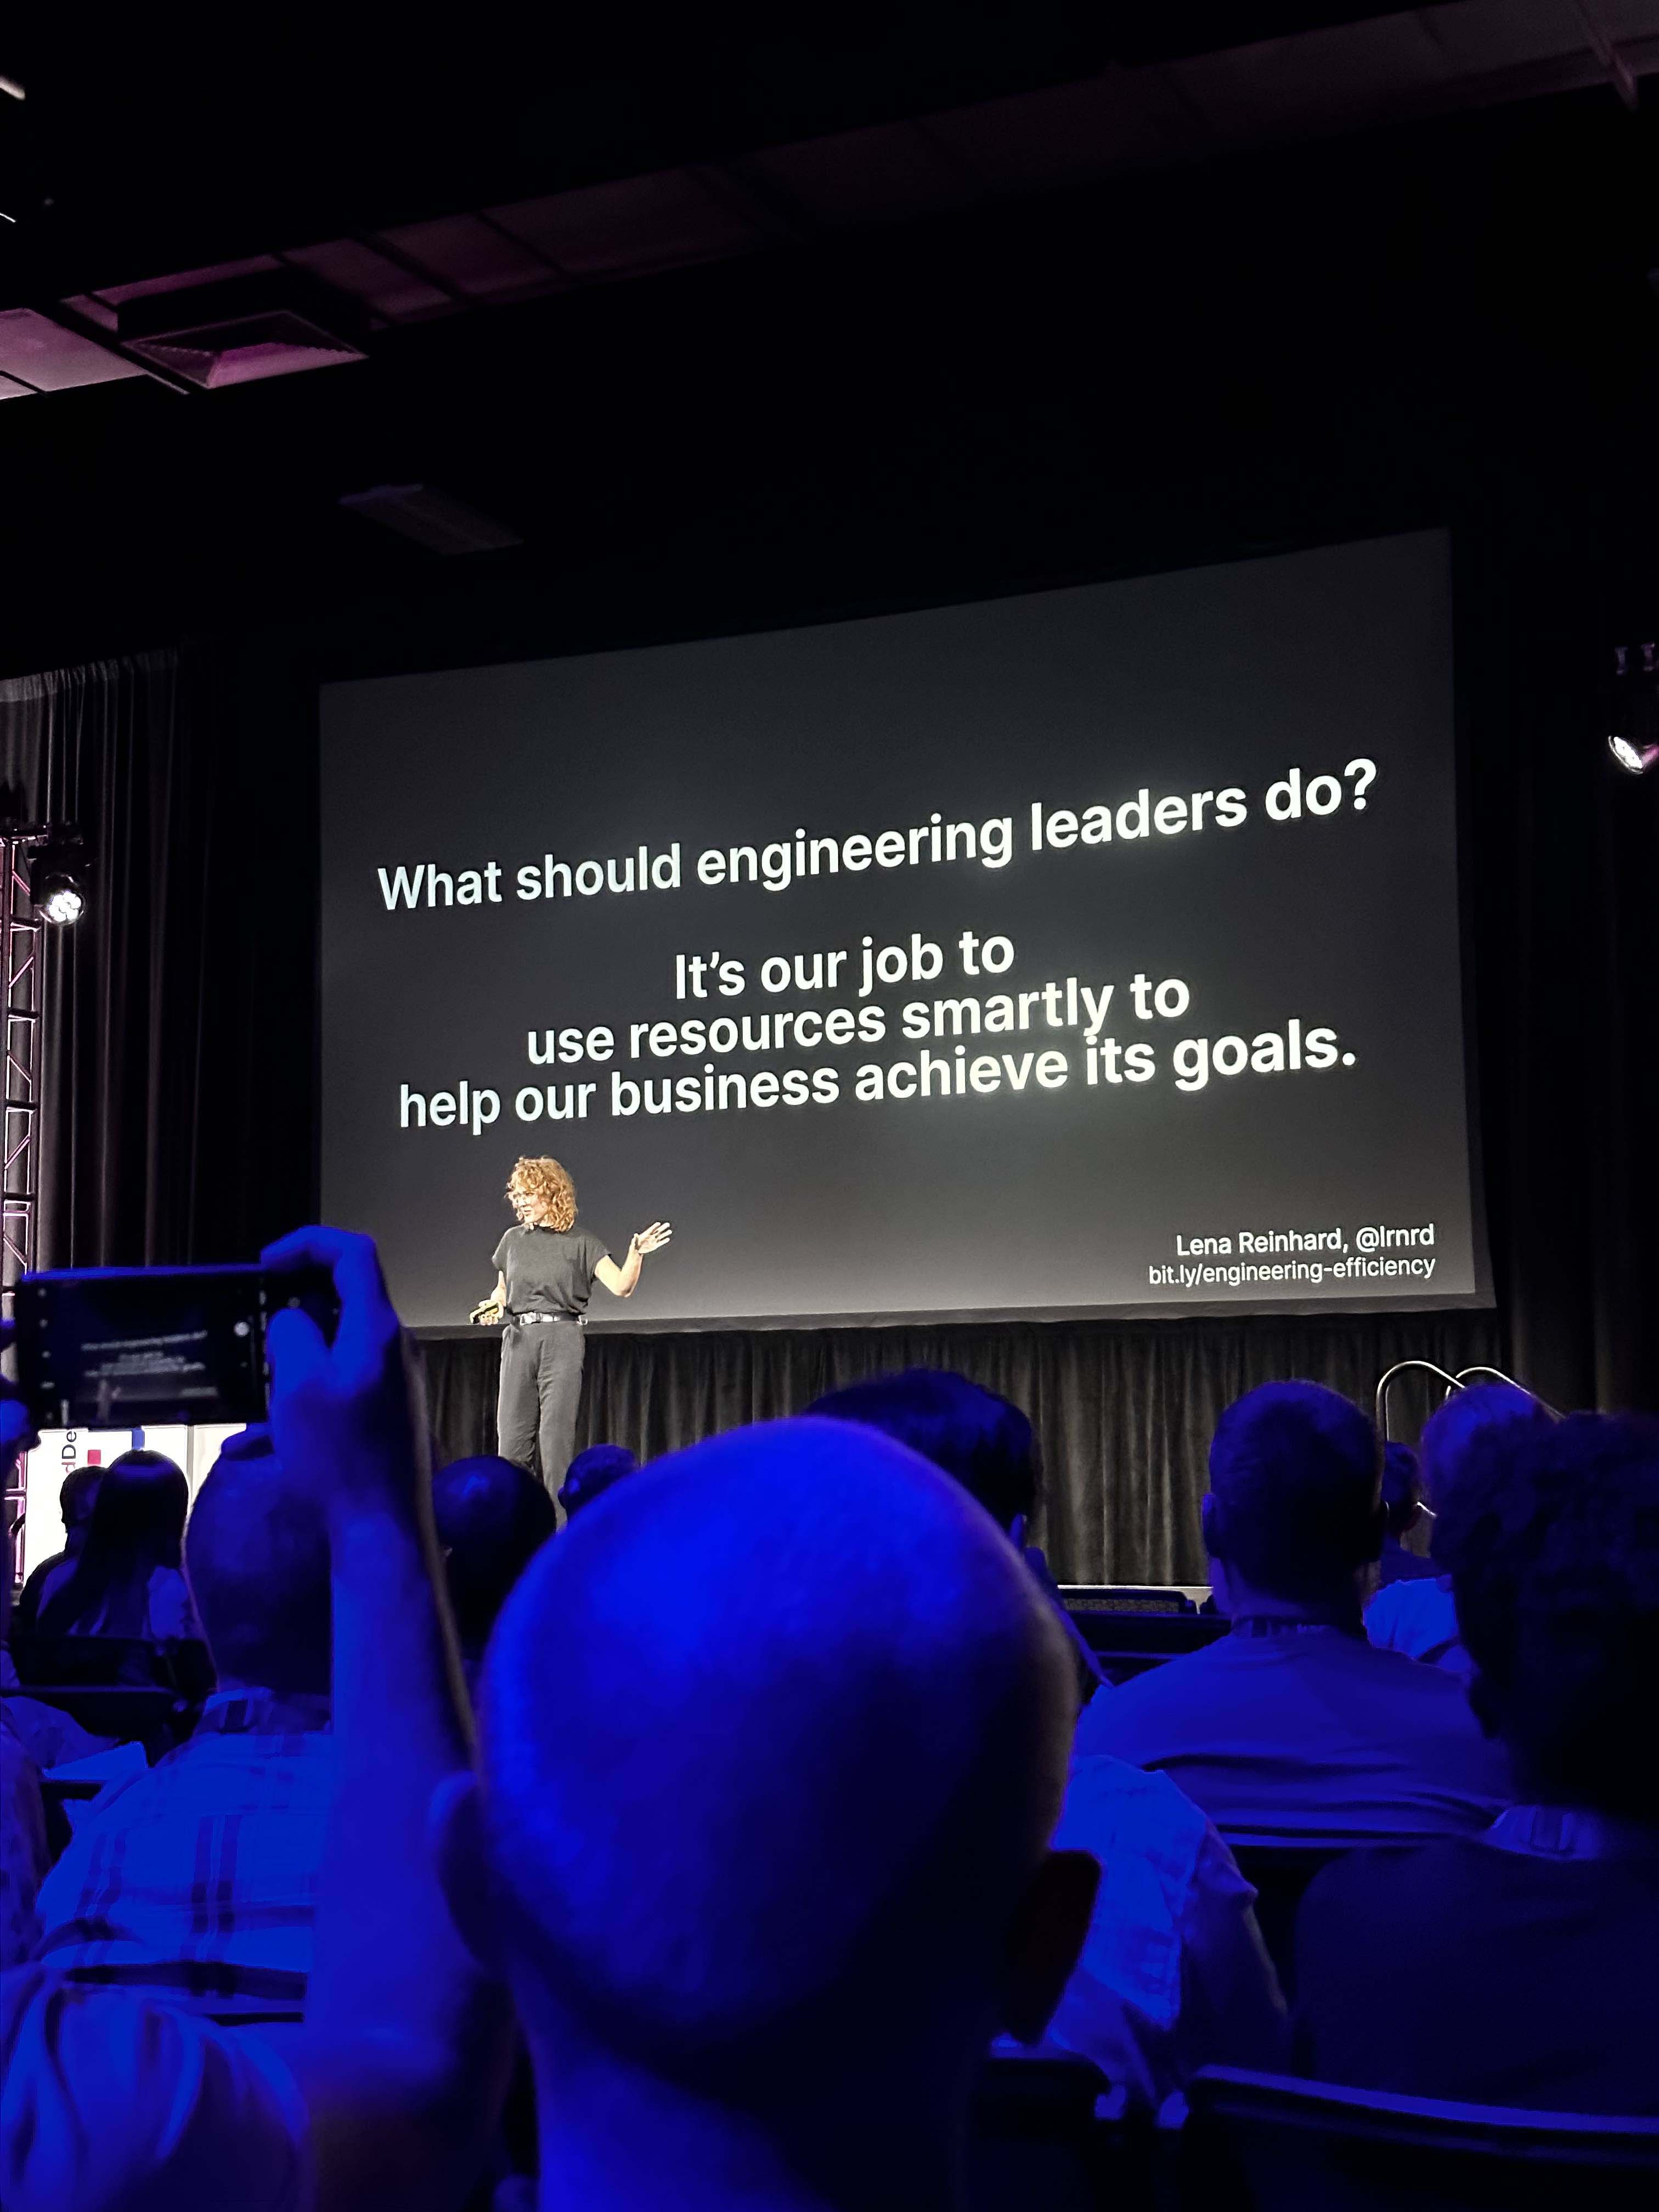 What should engineering leaders do?
It's our job to
use resources smartly to
help our business achieve its goals.
Lena Reinhard, @lrnrd
bit.ly/engineering-efficiency